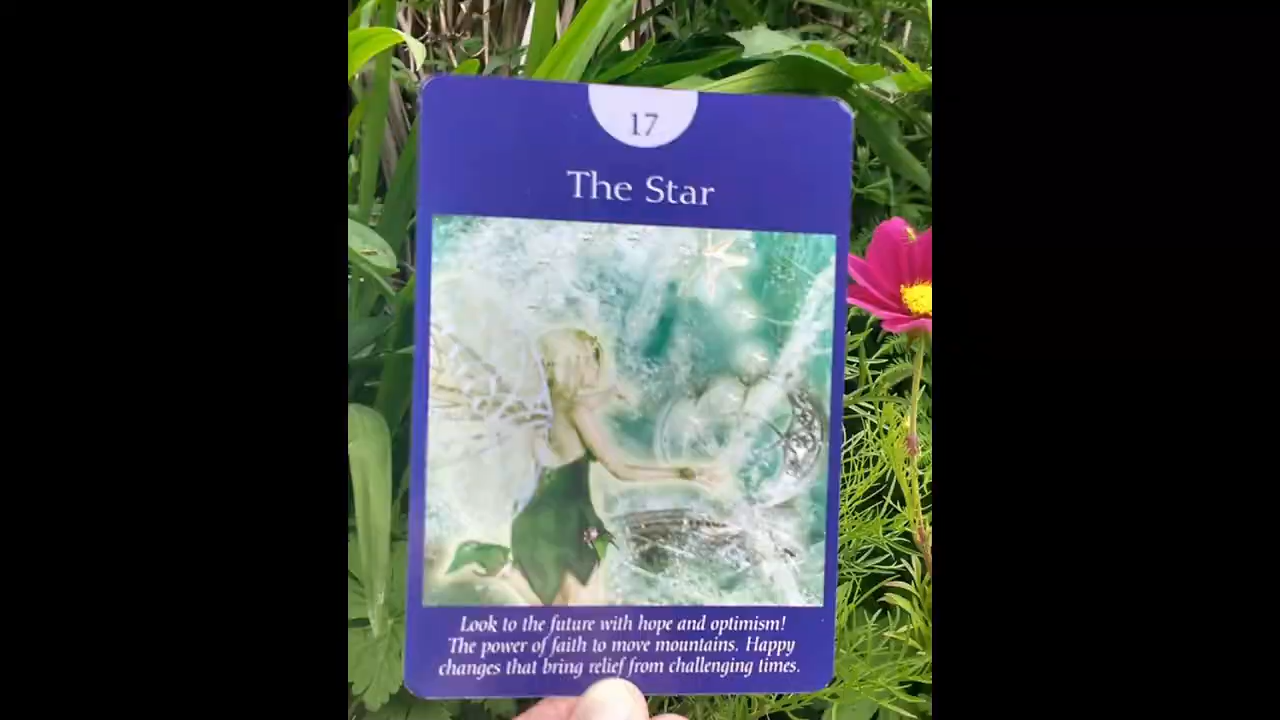 17
The Star
Look to the future with hope and optimism!
The power of faith to move mountains. Happy
changes that bring relief from challenging times.